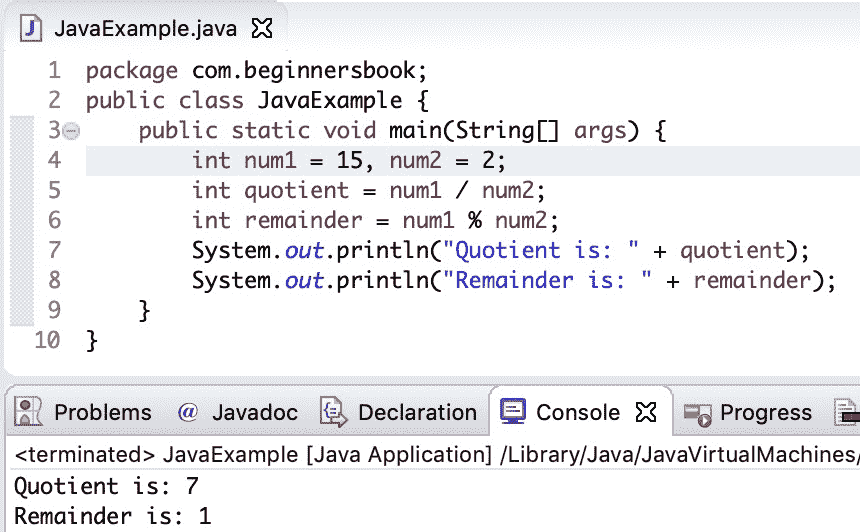 JavaExample.java
1 package com.beginnersbook;
2 public class JavaExample {
3 public static void main(String[] args) {
4 int num1 = 15, num2 = 2;
5 int quotient = num1 / num2;
6 int remainder = num1 % num2;
7 System.out.println("Quotient is: " + quotient);
8 System.out.println("Remainder is: " + remainder);
9 }
10 }
Problems @ Javadoc Declaration Console Progress
<terminated> JavaExample [Java Application] /Library/Java/JavaVirtualMachines/
Quotient is: 7
Remainder is: 1